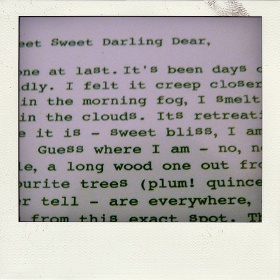 eet Sweet Darling Dear,
one at last. It's been days o
dly. I felt it creep closer
in the morning fog, I smelt
in the clouds. Its retreati
e it is - sweet bliss, I am
Guess where I am - no, n
le, a long wood one out fro
ourite trees (plum! quince
r tell - are everywhere,
from this exact spot. Th